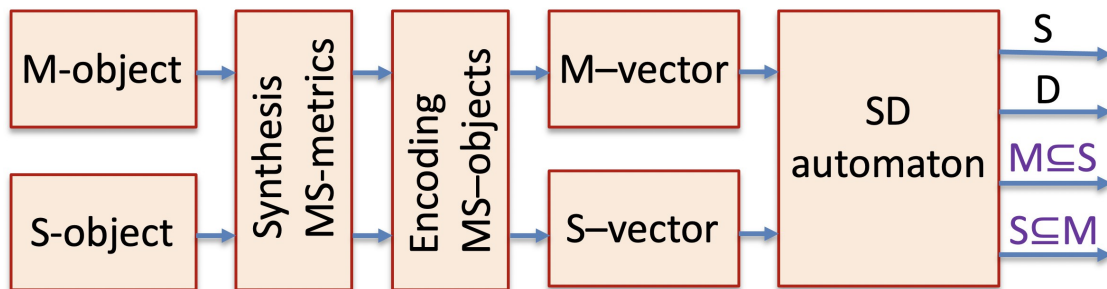 M-object
S-object
Synthesis
MS-metrics
Encoding
MS–objects
M–vector
S–vector
SD
automaton
S
D
M⊆S
S⊆M